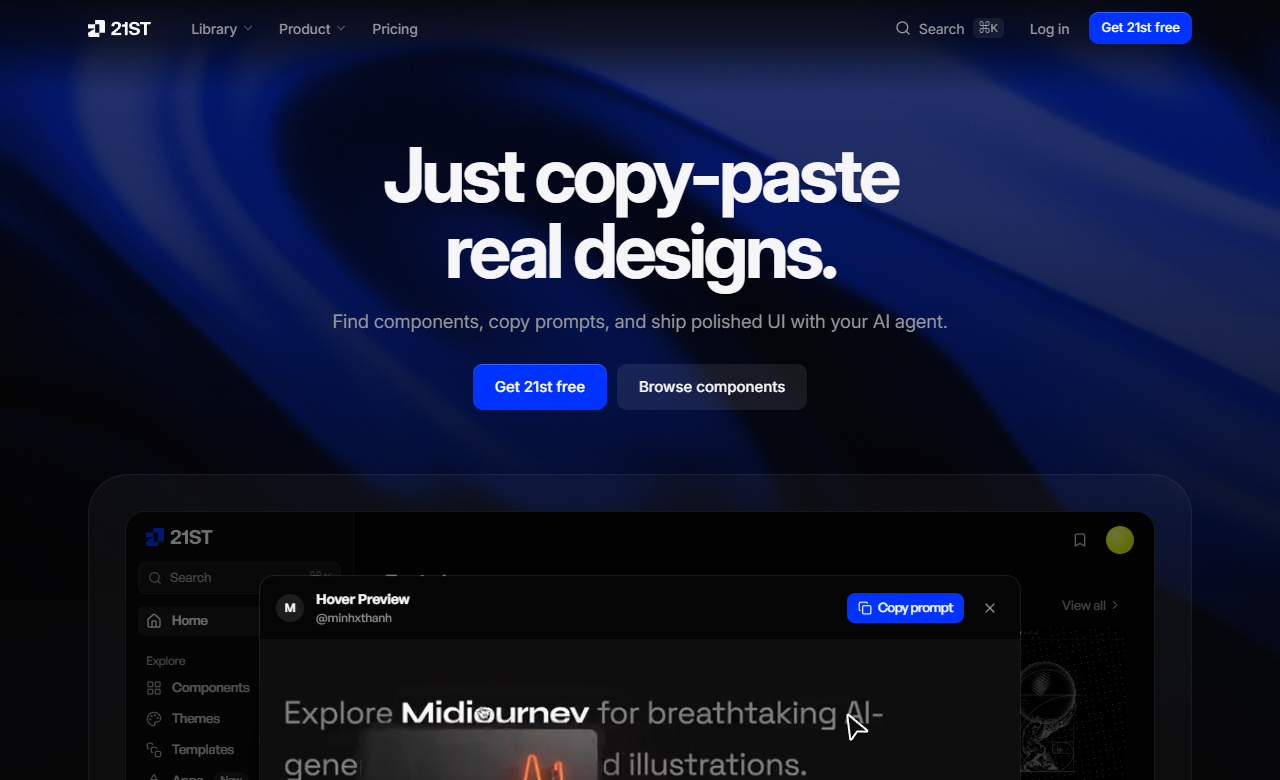 21ST Library Product Pricing Search ⌘K Log in Get 21st free
Just copy-paste
real designs.
Find components, copy prompts, and ship polished UI with your AI agent.
Get 21st free Browse components
21ST
Search ⌘K
Home
Explore
Components
Themes
Templates
Apps New
M Hover Preview
@minhxthanh
Copy prompt
View all
Explore Midjourney for breathtaking AI-
gene d illustrations.